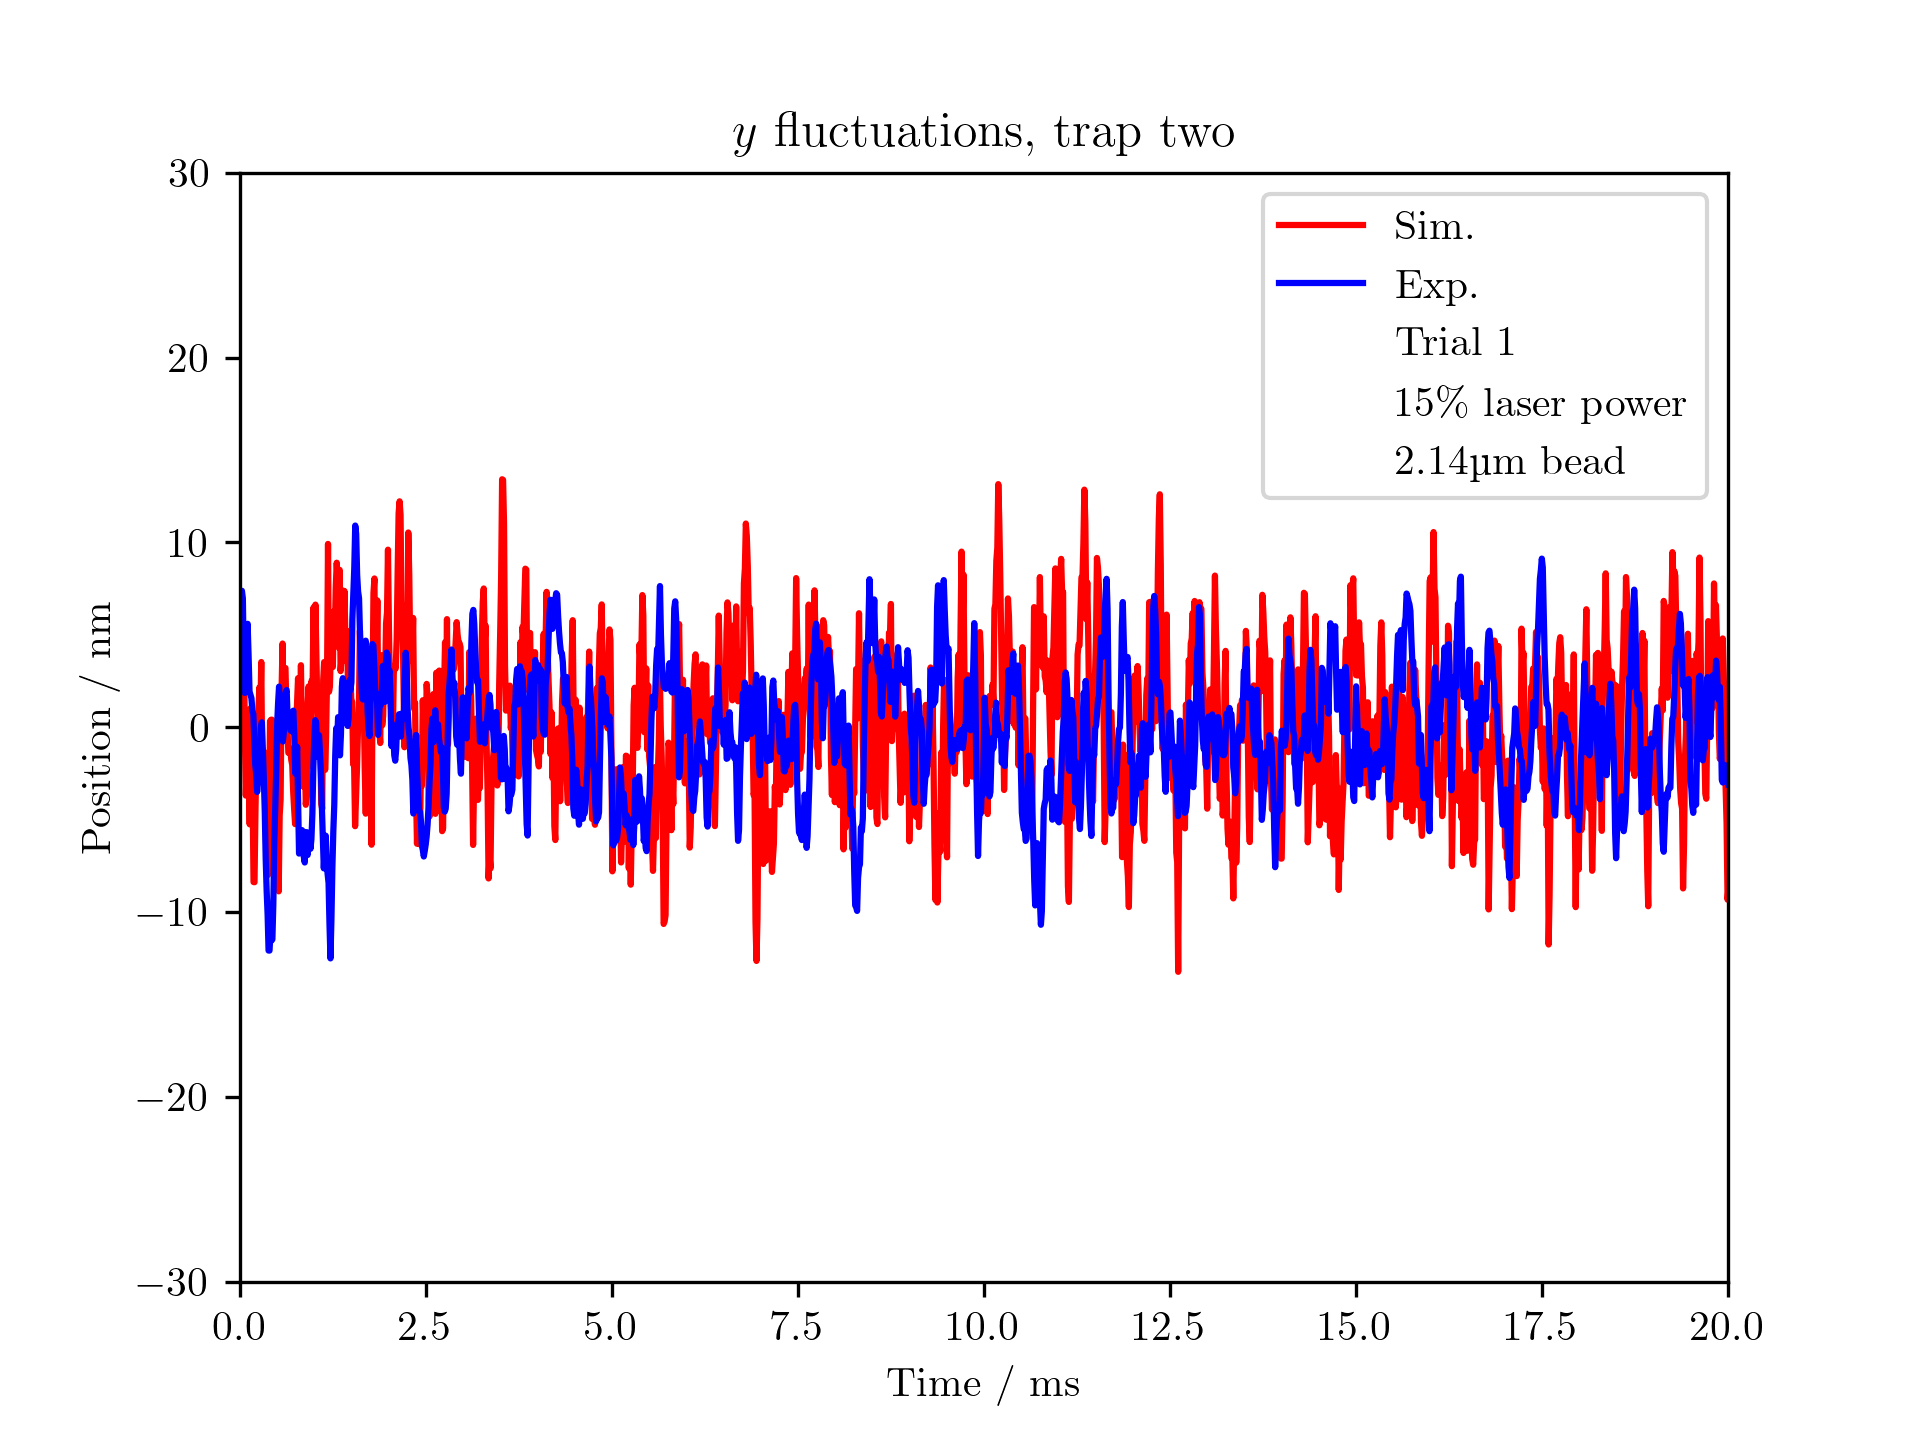 y fluctuations, trap two
30
20
10
0
−10
−20
−30
Position / nm
Sim.
Exp.
Trial 1
15% laser power
2.14µm bead
0.0 2.5 5.0 7.5 10.0 12.5 15.0 17.5 20.0
Time / ms